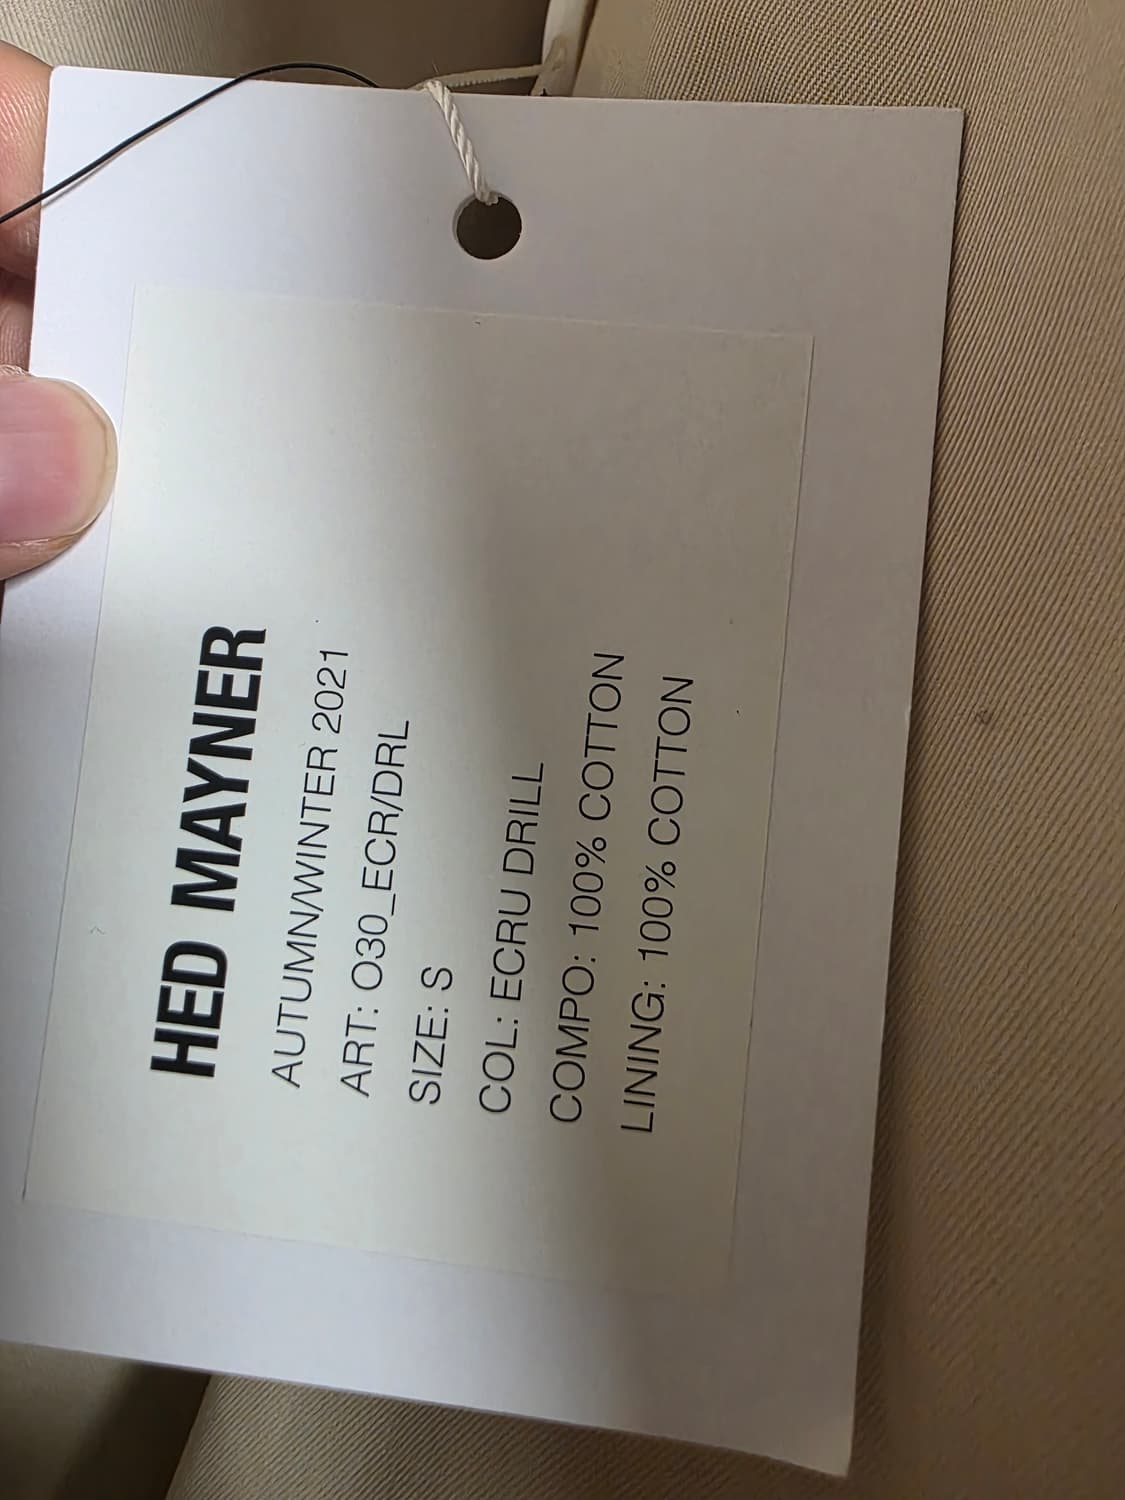 HED MAYNER
AUTUMN/WINTER 2021
ART: O30_ECR/DRL
SIZE: S
COL: ECRU DRILL
COMPO: 100% COTTON
LINING: 100% COTTON